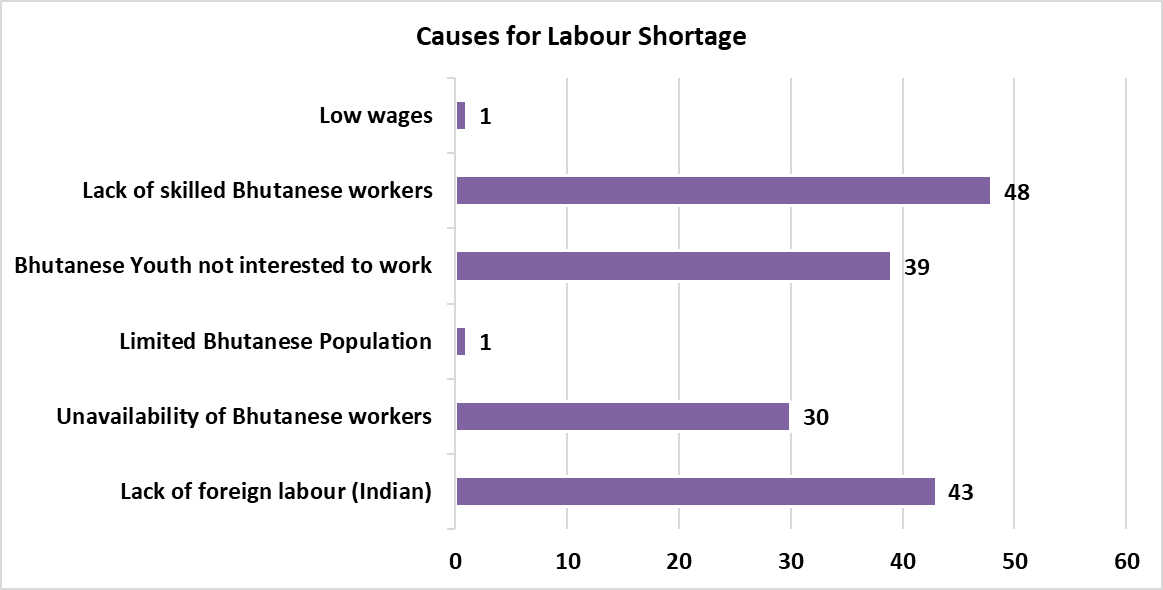 Causes for Labour Shortage
Low wages 1
Lack of skilled Bhutanese workers 48
Bhutanese Youth not interested to work 39
Limited Bhutanese Population 1
Unavailability of Bhutanese workers 30
Lack of foreign labour (Indian) 43
0 10 20 30 40 50 60